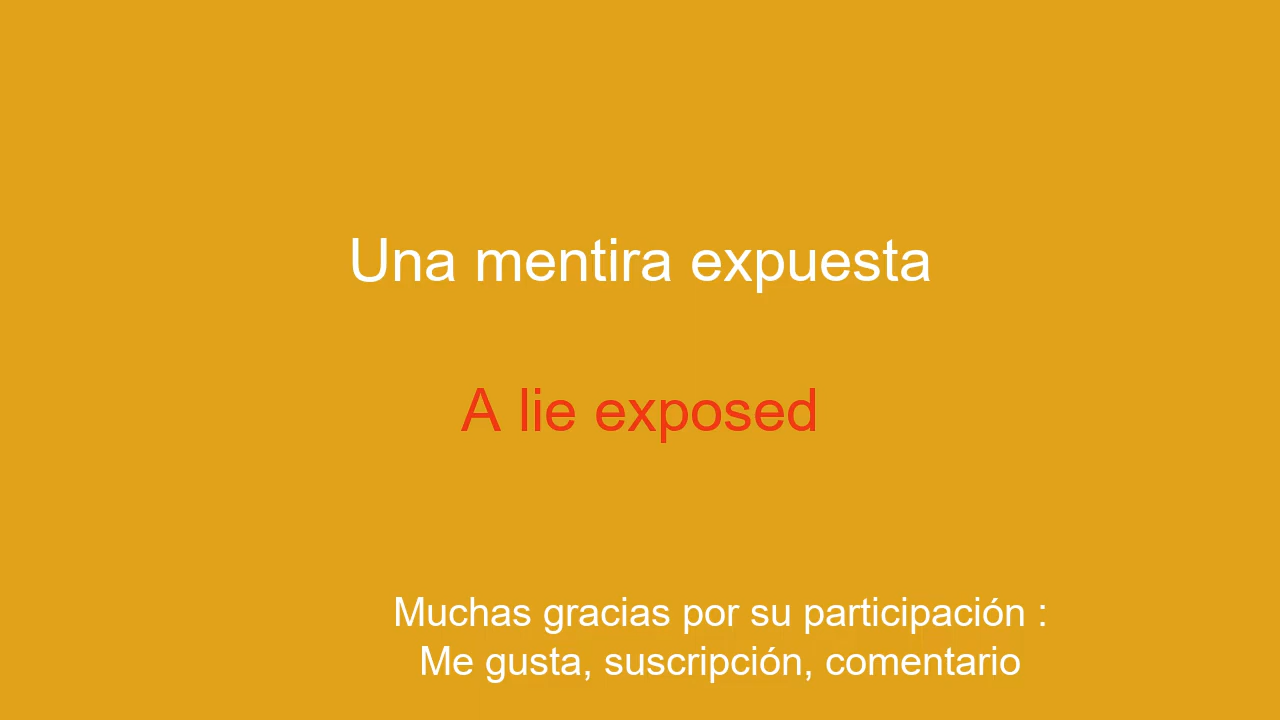 Una mentira expuesta
A lie exposed
Muchas gracias por su participación :
Me gusta, suscripción, comentario